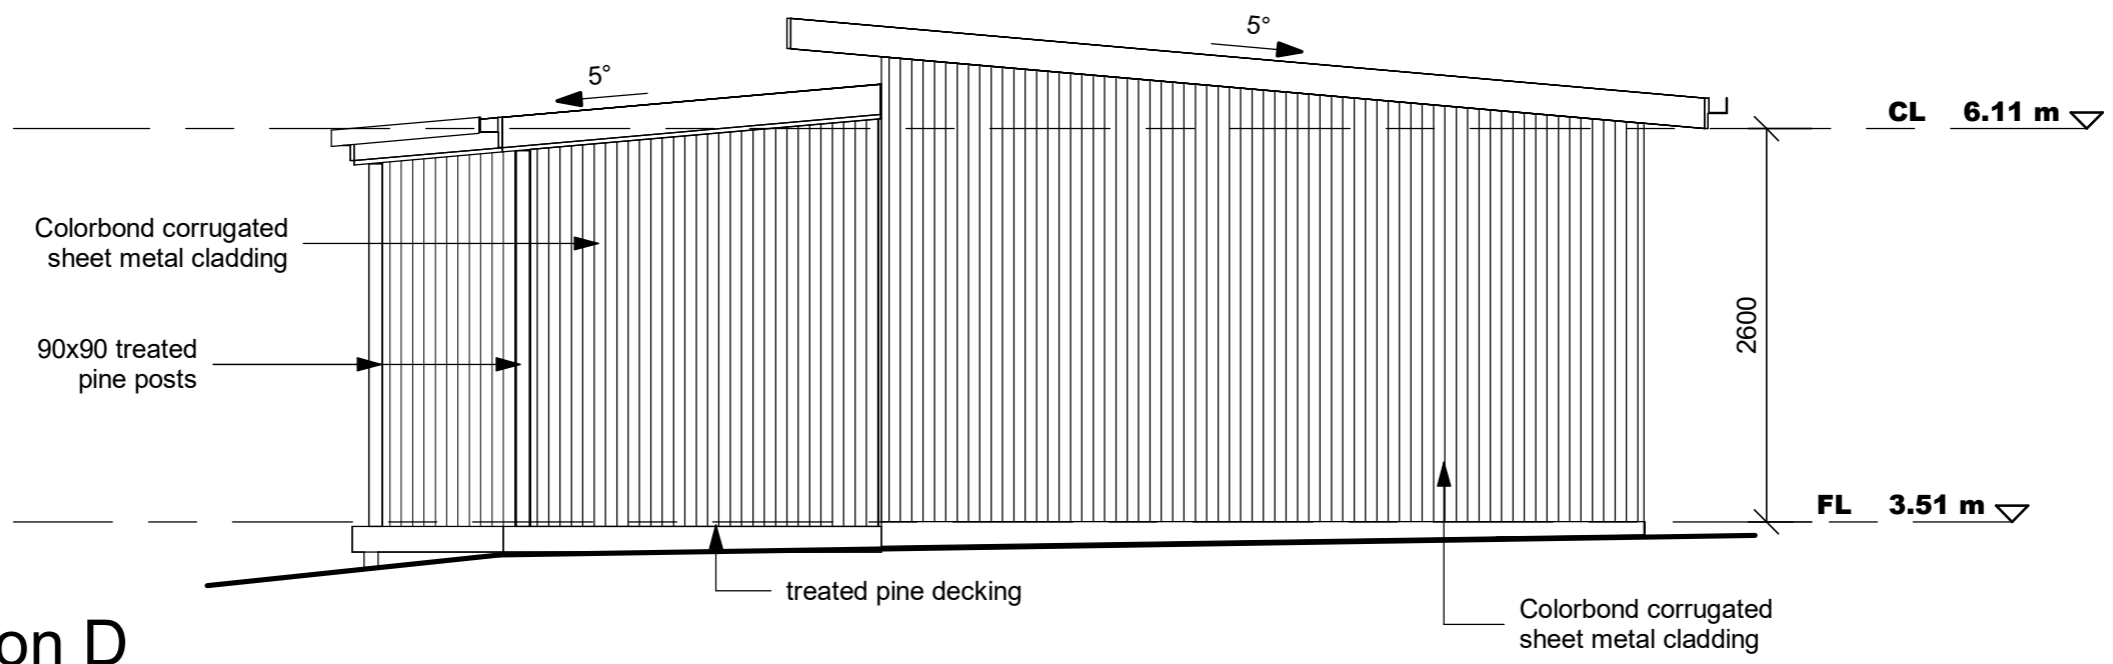 5°
5°
CL 6.11 m
Colorbond corrugated
sheet metal cladding
90x90 treated
pine posts
2600
FL 3.51 m
treated pine decking
Colorbond corrugated
sheet metal cladding
on D